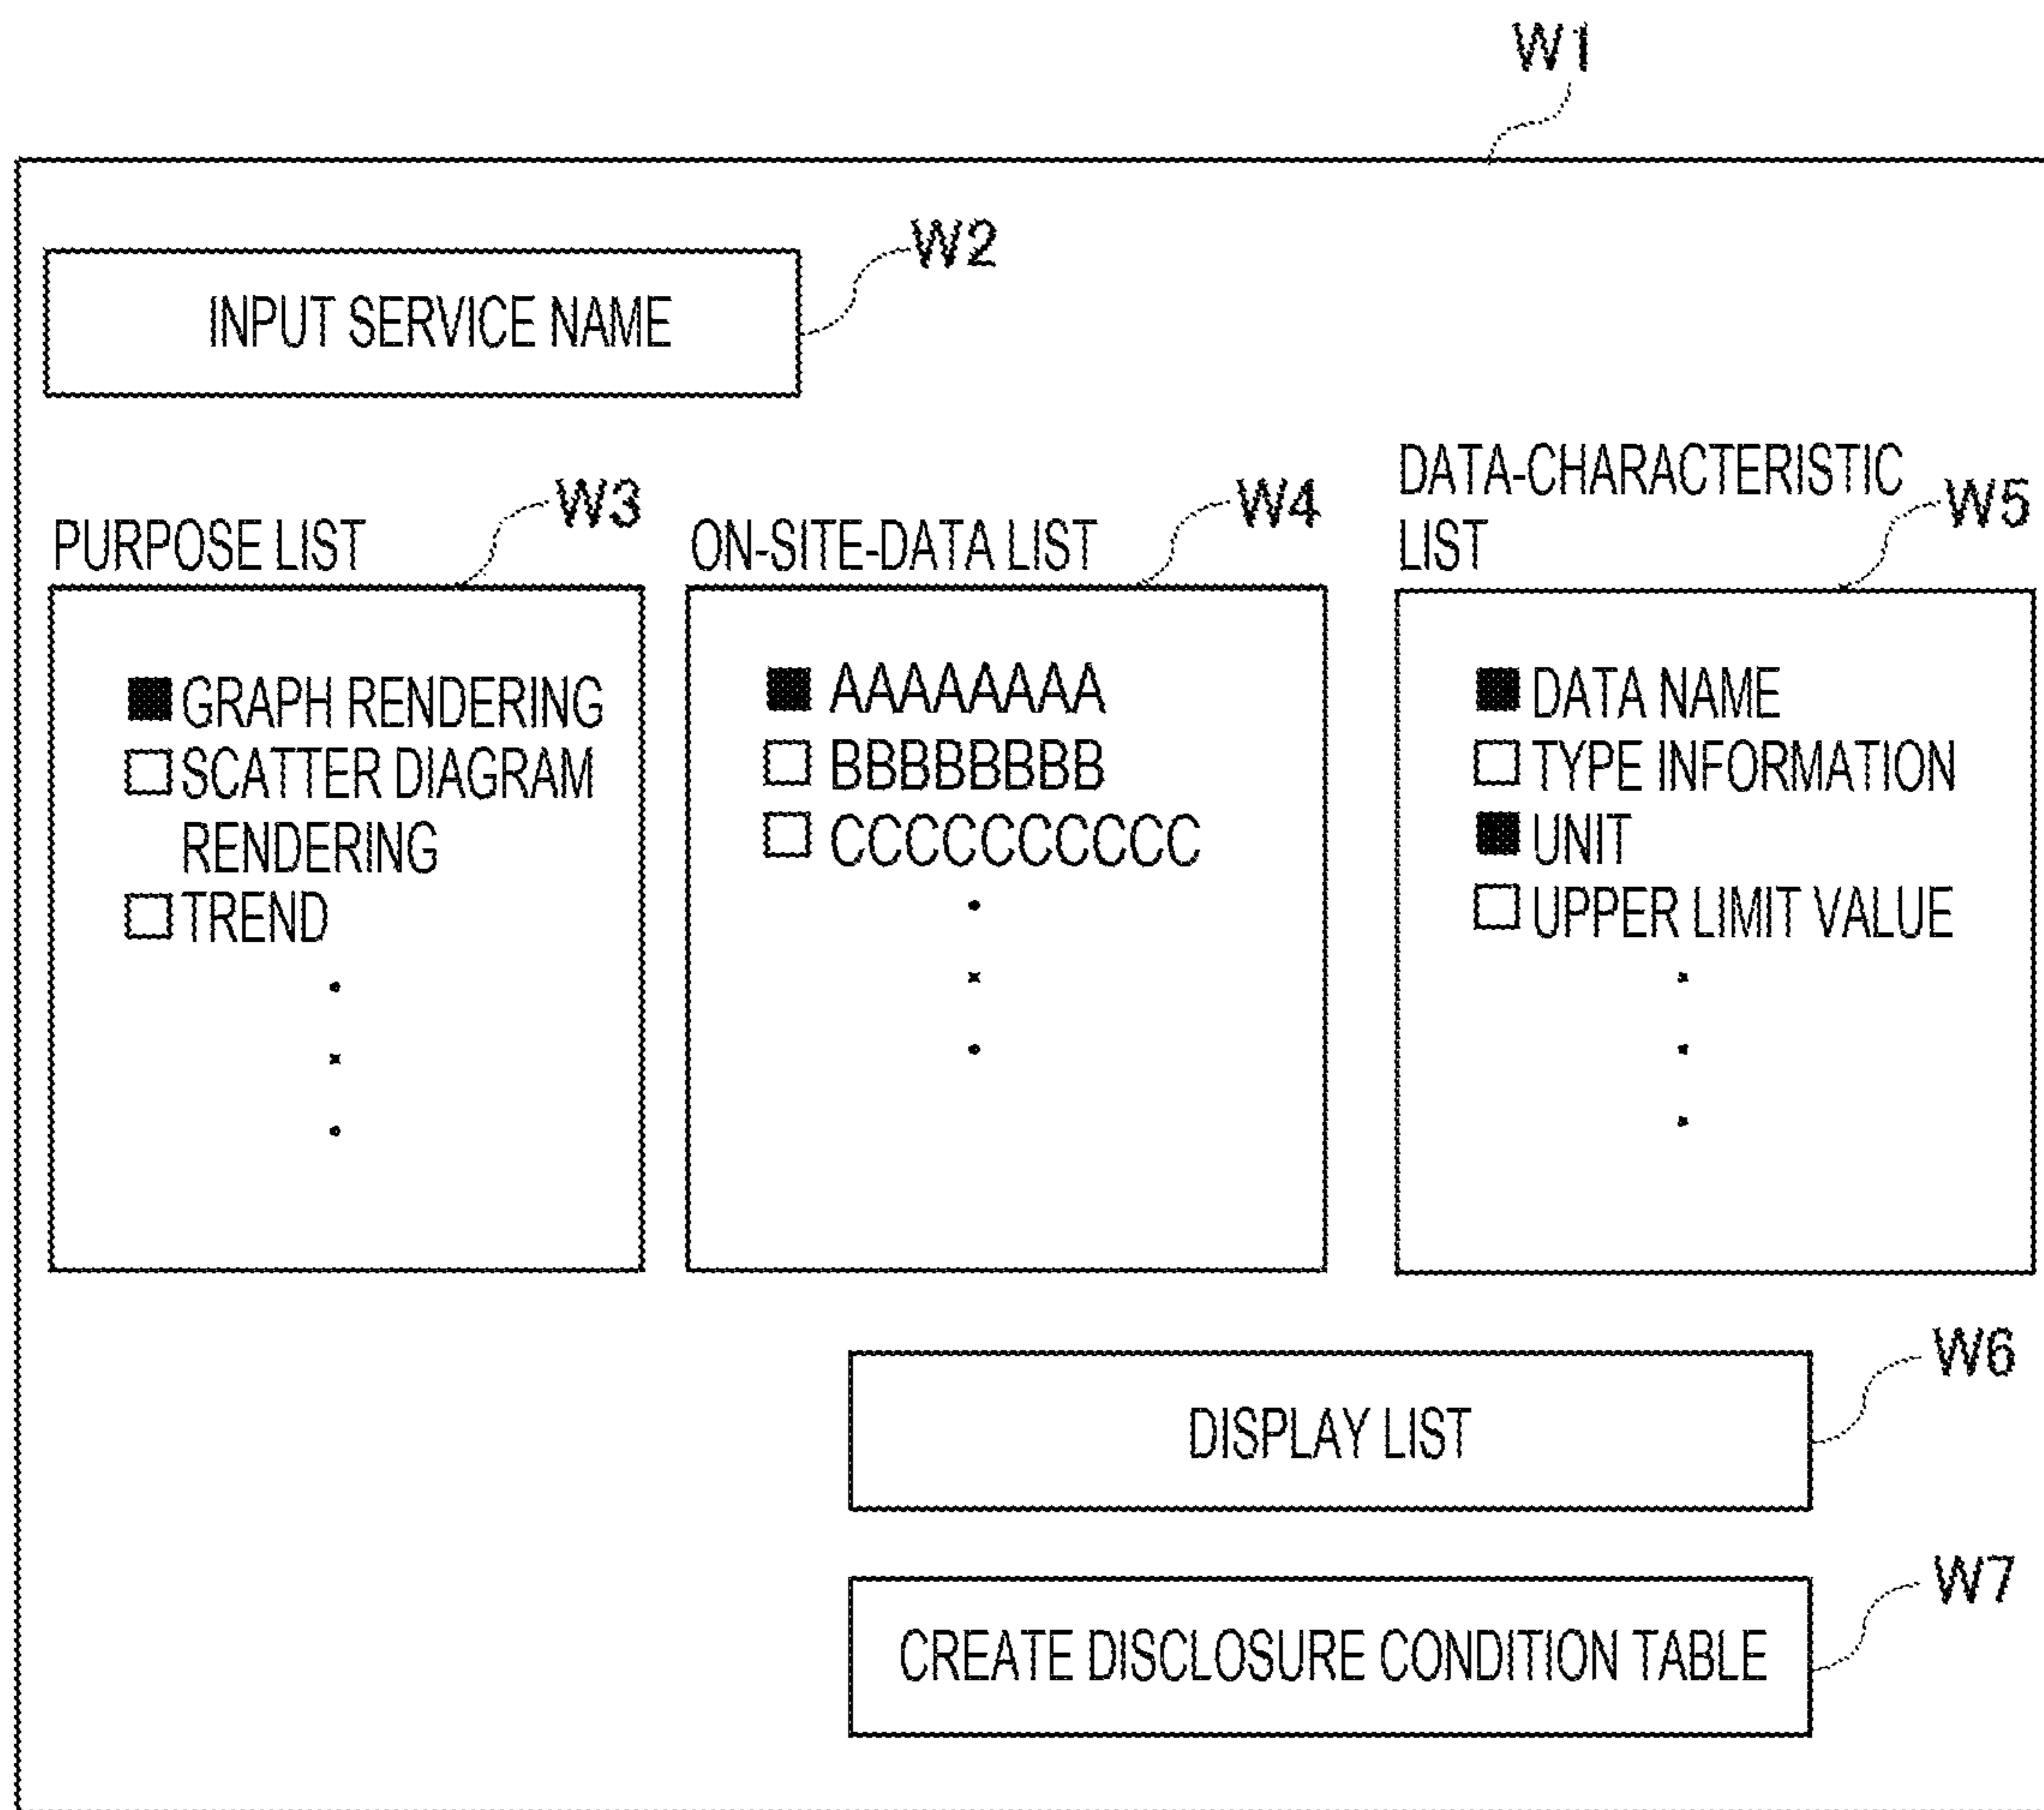 W1
W2
INPUT SERVICE NAME
DATA-CHARACTERISTIC
LIST
W3
W4
W5
PURPOSE LIST
ON-SITE-DATA LIST
GRAPH RENDERING
SCATTER DIAGRAM
RENDERING
TREND
AAAAAAAA
BBBBBBBB
CCCCCCCCCC
DATA NAME
TYPE INFORMATION
UNIT
UPPER LIMIT VALUE
W6
DISPLAY LIST
W7
CREATE DISCLOSURE CONDITION TABLE